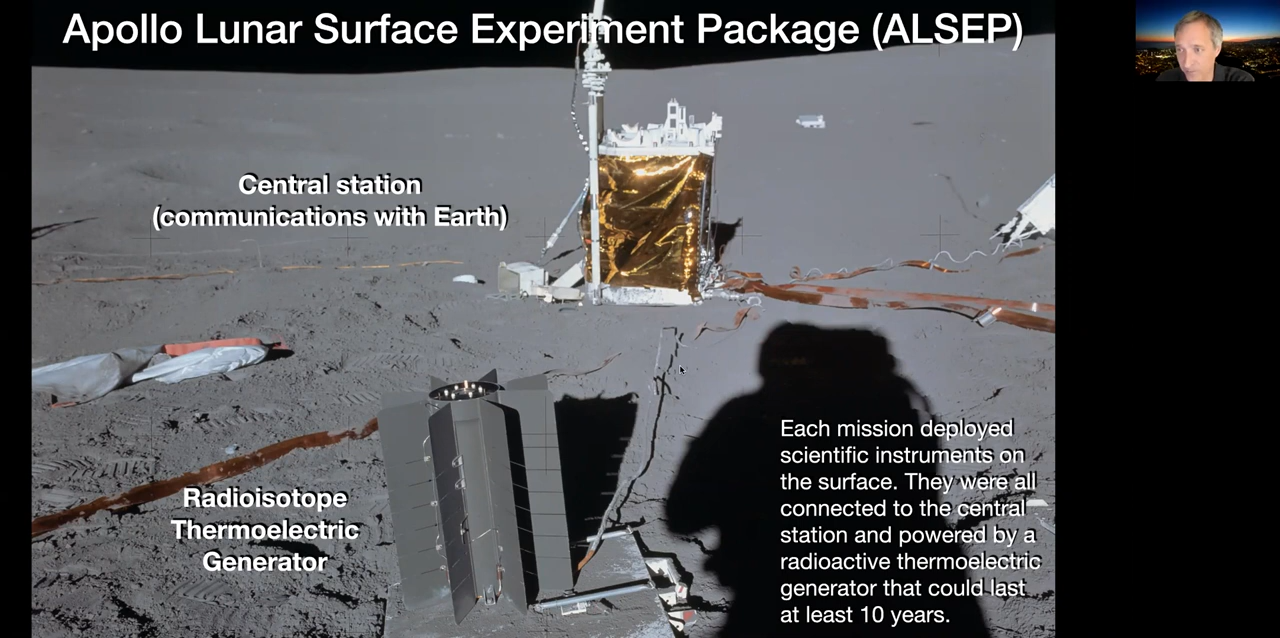 Apollo Lunar Surface Experiment Package (ALSEP)
Central station
(communications with Earth)
Radioisotope
Thermoelectric
Generator
Each mission deployed
scientific instruments on
the surface. They were all
connected to the central
station and powered by a
radioactive thermoelectric
generator that could last
at least 10 years.